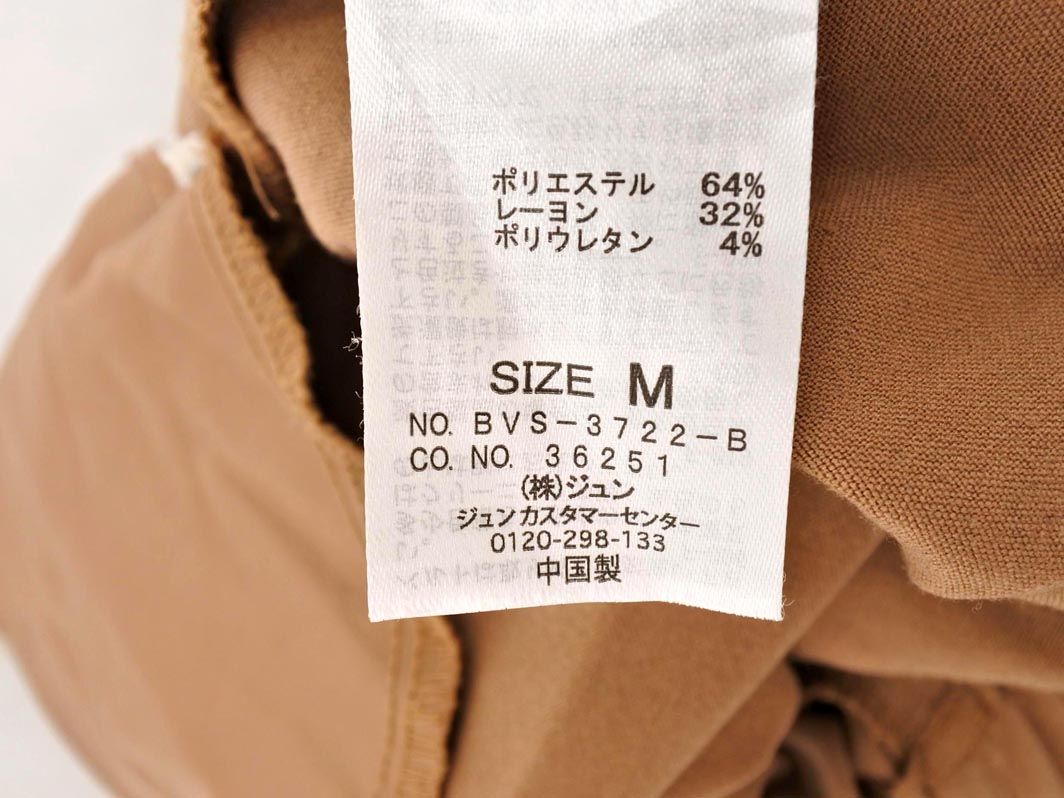 ポリエステル 64%
レーヨン 32%
ポリウレタン 4%
SIZE M
NO. BVS-3722-B
CO. NO. 36251
(株)ジュン
ジュンカスタマーセンター
0120-298-133
中国製